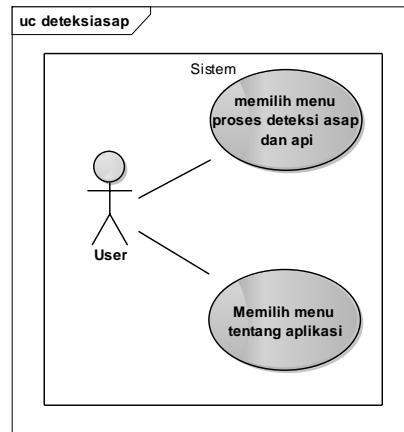 uc deteksiasap
Sistem
memilih menu
proses deteksi asap
dan api
User
Memilih menu
tentang aplikasi